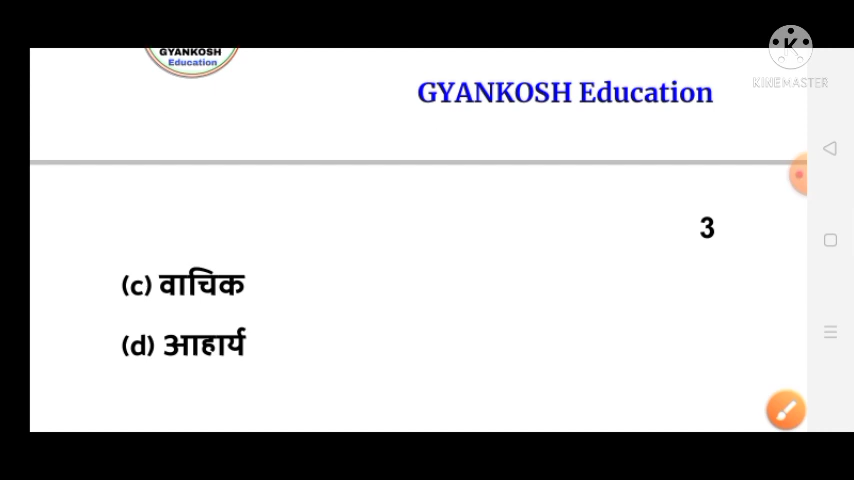 GYANKOSH
Education
KINEMASTER
GYANKOSH Education
3
(c) वाचिक
(d) आहार्य